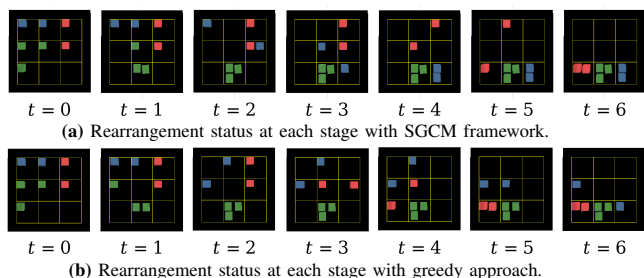 t = 0 t = 1 t = 2 t = 3 t = 4 t = 5 t = 6
(a) Rearrangement status at each stage with SGCM framework.
t = 0 t = 1 t = 2 t = 3 t = 4 t = 5 t = 6
(b) Rearrangement status at each stage with greedy approach.